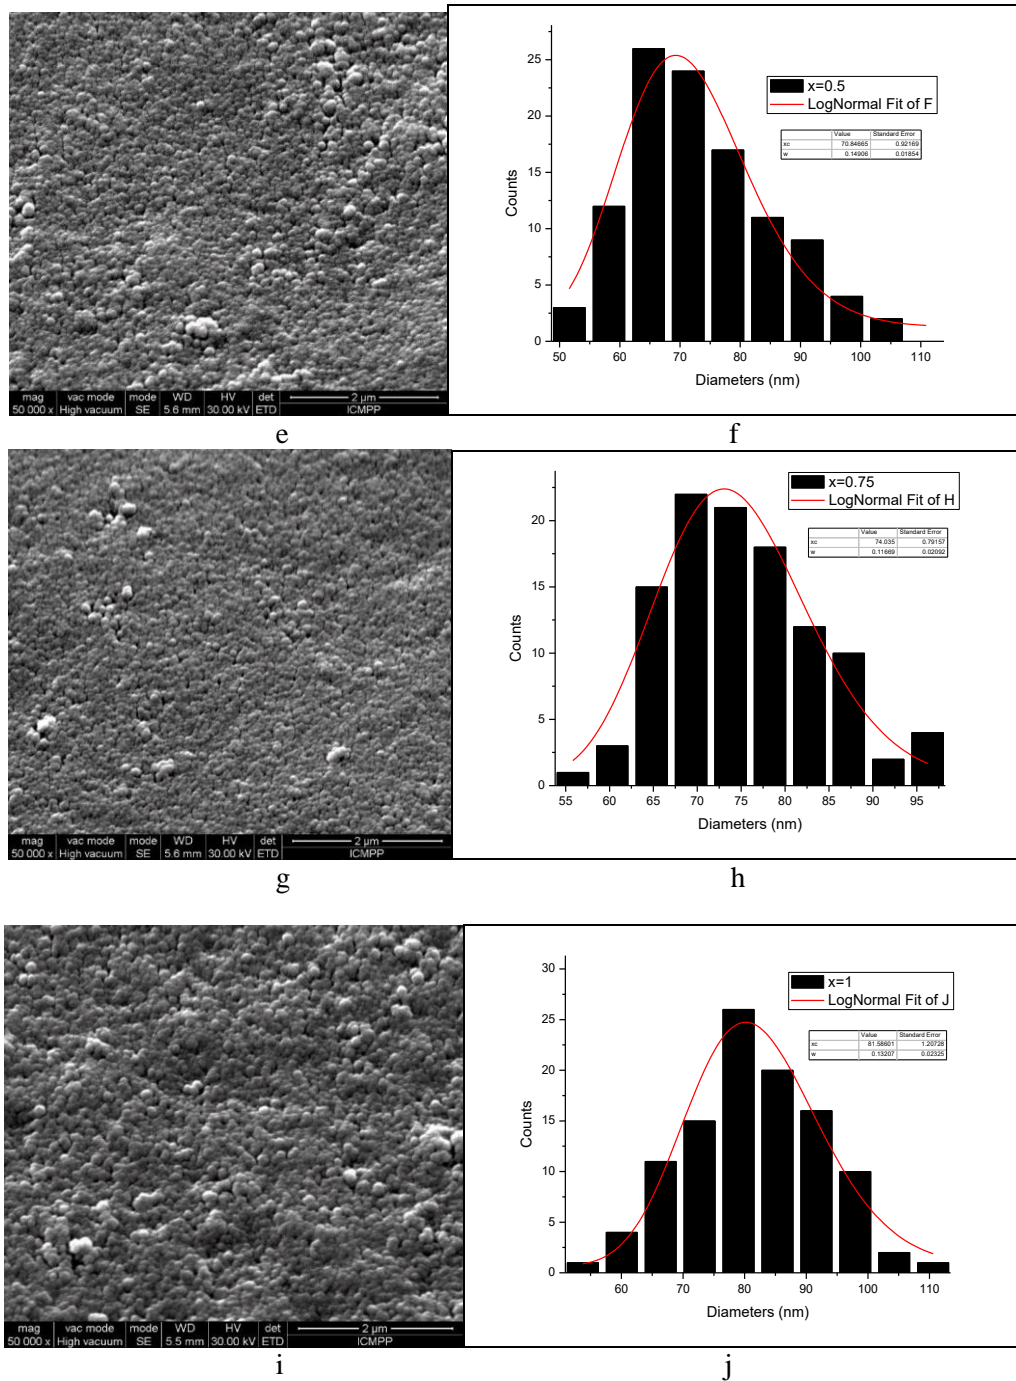 mag vac mode mode WD HV det 2 µm
50 000 x High vacuum SE 5.6 mm 30.00 kV ETD ICMPP
e
25
20
15
10
5
0
Counts
50 60 70 80 90 100 110
Diameters (nm)
x=0.5
LogNormal Fit of F
Value Standard Error
xc 70.84665 0.92169
w 0.14906 0.01854
f
mag vac mode mode WD HV det 2 µm
50 000 x High vacuum SE 5.6 mm 30.00 kV ETD ICMPP
g
20
15
10
5
0
Counts
55 60 65 70 75 80 85 90 95
Diameters (nm)
x=0.75
LogNormal Fit of H
Value Standard Error
xc 74.035 0.79157
w 0.11669 0.02092
h
mag vac mode mode WD HV det 2 µm
50 000 x High vacuum SE 5.5 mm 30.00 kV ETD ICMPP
i
30
25
20
15
10
5
0
Counts
60 70 80 90 100 110
Diameters (nm)
x=1
LogNormal Fit of J
Value Standard Error
xc 81.58601 1.20728
w 0.13207 0.02325
j